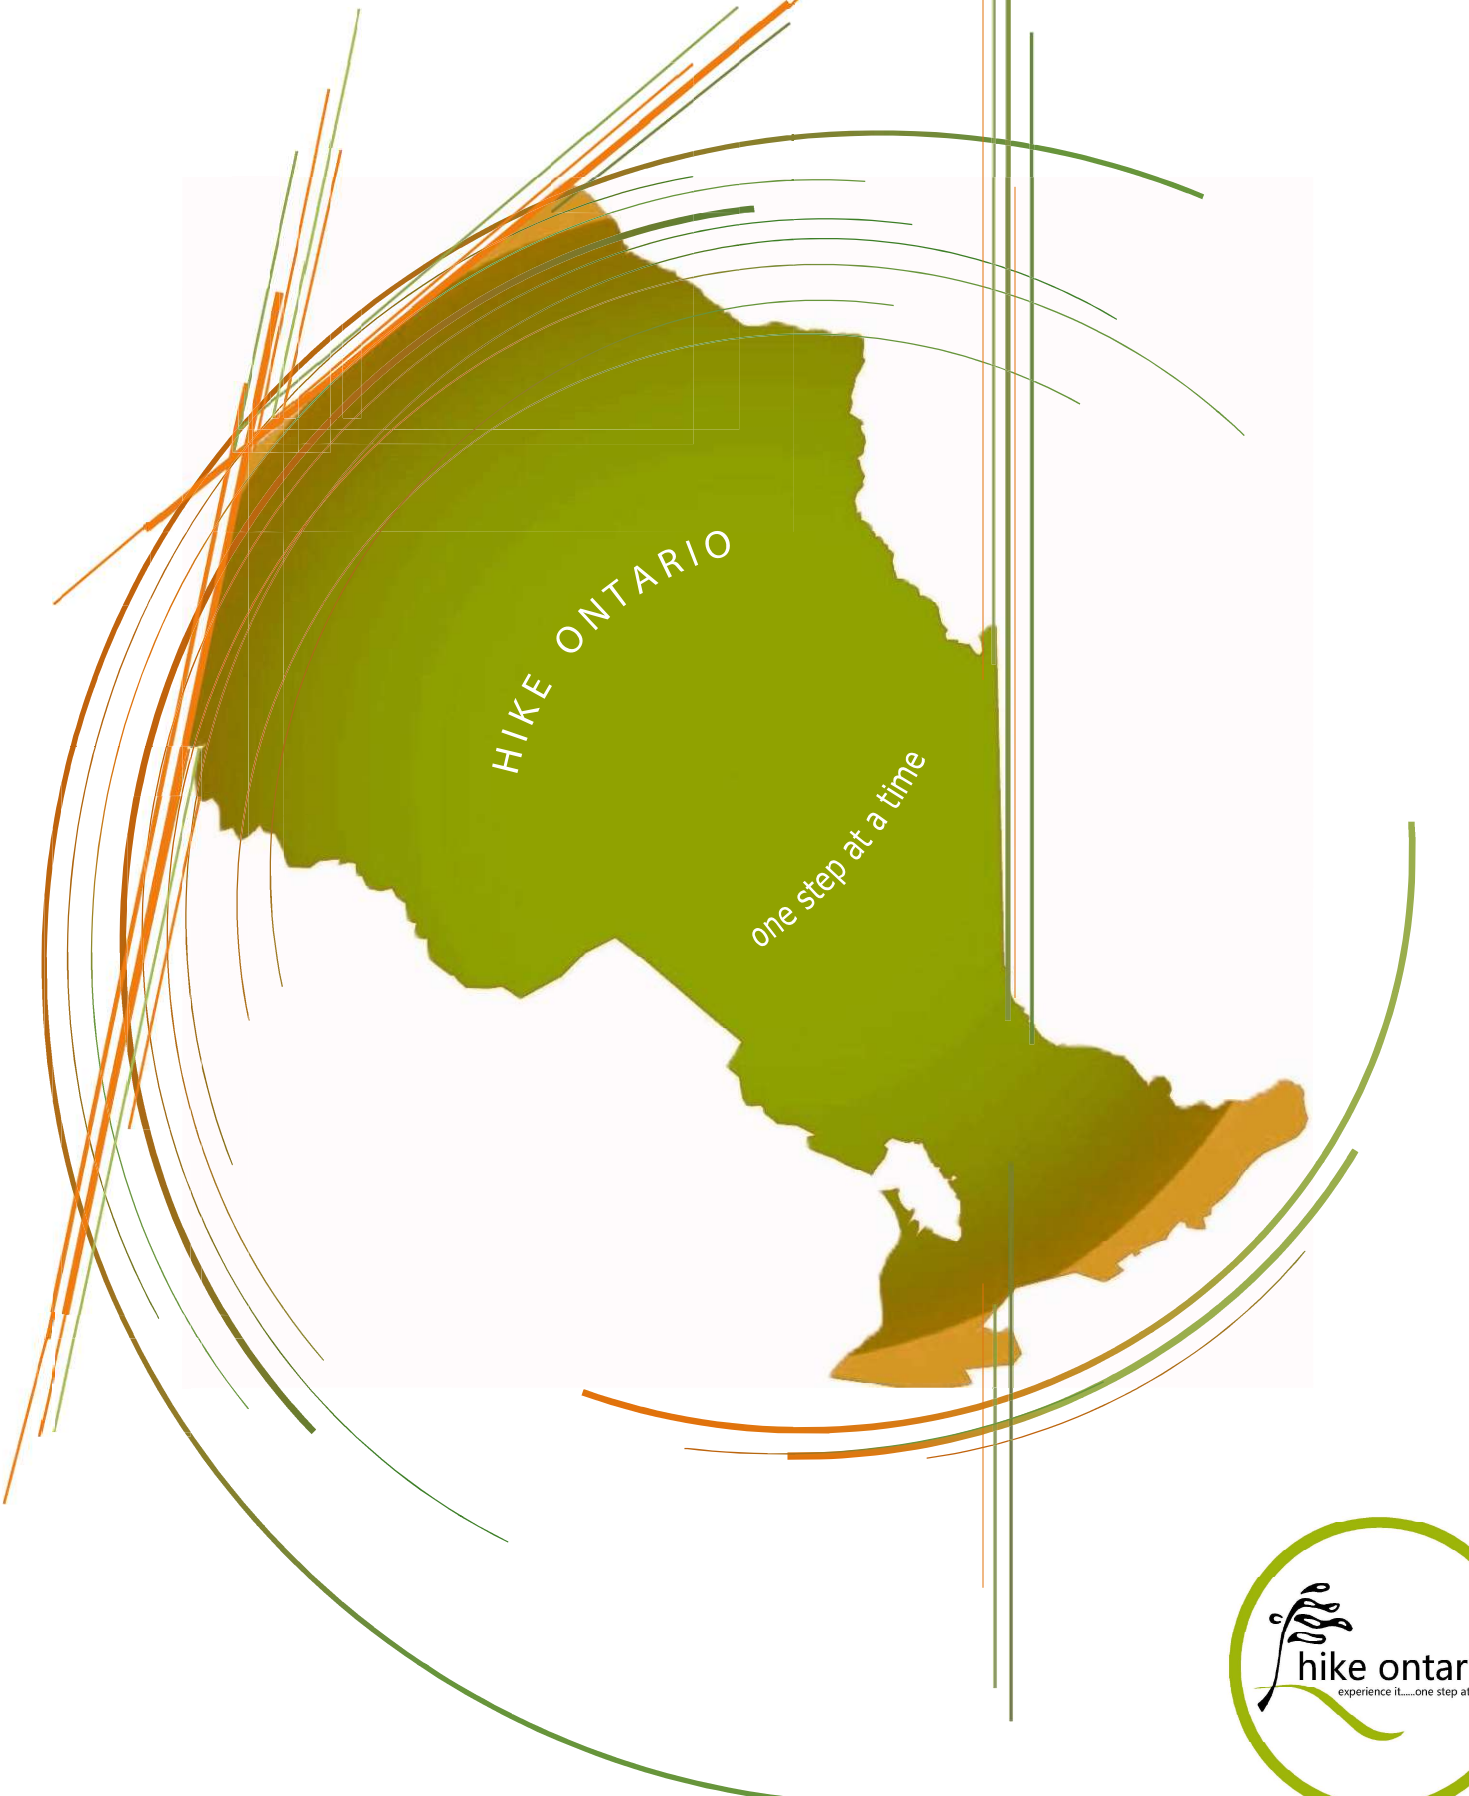 HIKE ONTARIO
one step at a time
hike ontar
experience it......one step at